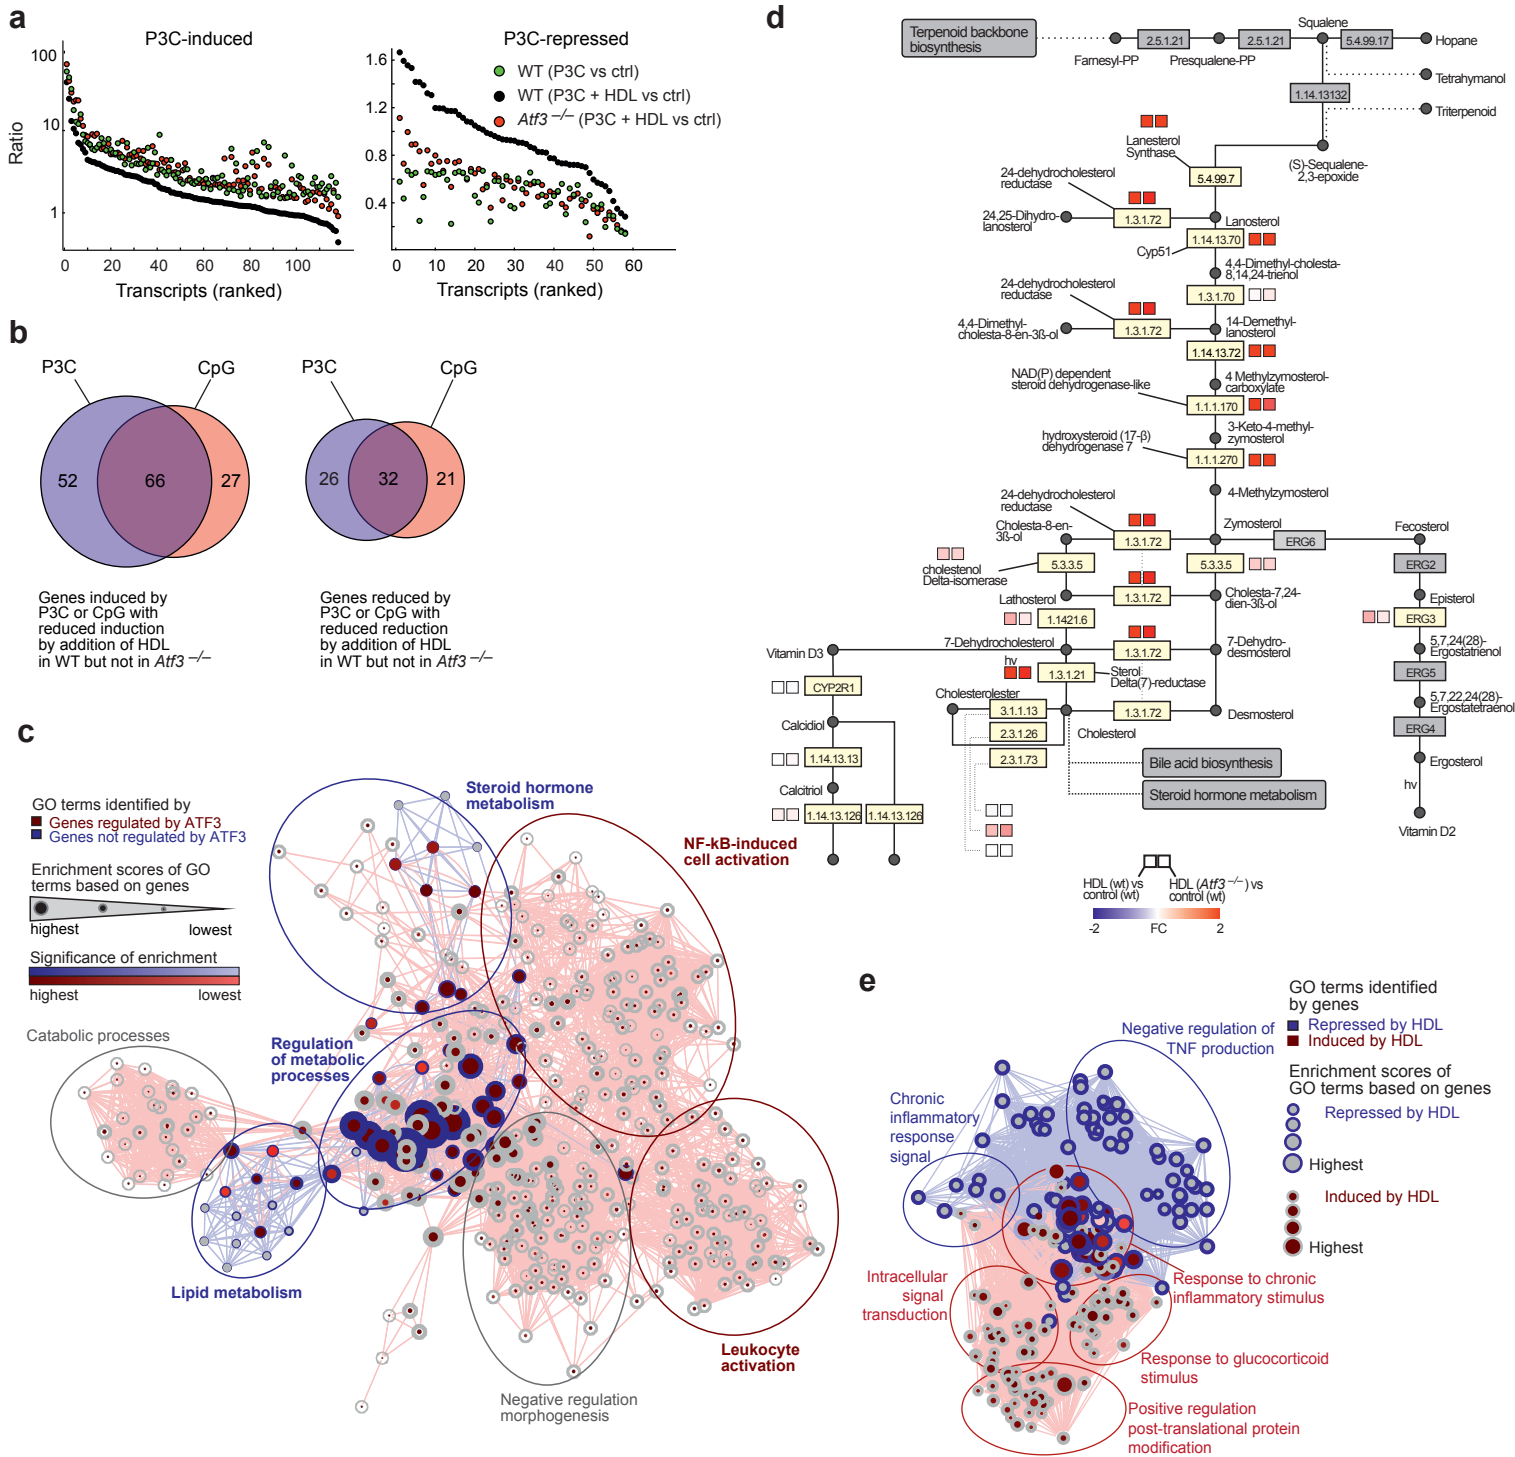 a
P3C-induced
100
10
1
Ratio
0 20 40 60 80 100
Transcripts (ranked)
P3C-repressed
1.6
1.2
0.8
0.4
WT (P3C vs ctrl)
WT (P3C + HDL vs ctrl)
Atf3 –/– (P3C + HDL vs ctrl)
0 10 20 30 40 50 60
Transcripts (ranked)
b
P3C
CpG
52
66
27
Genes induced by
P3C or CpG with
reduced induction
by addition of HDL
in WT but not in Atf3 –/–
P3C
CpG
26
32
21
Genes reduced by
P3C or CpG with
reduced reduction
by addition of HDL
in WT but not in Atf3 –/–
c
GO terms identified by
Genes regulated by ATF3
Genes not regulated by ATF3
Enrichment scores of GO
terms based on genes
highest
lowest
Significance of enrichment
highest
lowest
Steroid hormone
metabolism
NF-kB-induced
cell activation
Catabolic processes
Regulation
of metabolic
processes
Lipid metabolism
Leukocyte
activation
Negative regulation
morphogenesis
d
Terpenoid backbone
biosynthesis
Farnesyl-PP
2.5.1.21
Presqualene-PP
2.5.1.21
Squalene
5.4.99.17
Hopane
Tetrahymanol
1.14.13132
Triterpenoid
Lanesterol
Synthase
(S)-Sequalene-
2,3-epoxide
5.4.99.7
24-dehydrocholesterol
reductase
24,25-Dihydro-
lanosterol
1.3.1.72
Lanosterol
1.14.13.70
Cyp51
4,4-Dimethyl-cholesta-
8,14,24-trienol
24-dehydrocholesterol
reductase
1.3.1.70
4,4-Dimethyl-
cholesta-8-en-3ß-ol
1.3.1.72
14-Demethyl-
lanosterol
1.14.13.72
NAD(P) dependent
steroid dehydrogenase-like
4 Methylzymosterol-
carboxylate
1.1.1.170
3-Keto-4-methyl-
zymosterol
hydroxysteroid (17-β)
dehydrogenase 7
1.1.1.270
4-Methylzymosterol
24-dehydrocholesterol
reductase
Cholesta-8-en-
3ß-ol
1.3.1.72
Zymosterol
ERG6
Fecosterol
cholestenol
Delta-isomerase
5.3.3.5
5.3.3.5
ERG2
Lathosterol
1.3.1.72
Cholesta-7,24-
dien-3ß-ol
Episterol
1.1421.6
ERG3
7-Dehydrocholesterol
1.3.1.72
7-Dehydro-
desmosterol
5,7,24(28)-
Ergostatrienol
Vitamin D3
hv
1.3.1.21
Sterol
Delta(7)-reductase
ERG5
CYP2R1
Cholesterolester
3.1.1.13
1.3.1.72
Desmosterol
5,7,22,24(28)-
Ergostatetraenol
Calcidiol
2.3.1.26
Cholesterol
ERG4
1.14.13.13
2.3.1.73
Bile acid biosynthesis
Ergosterol
Calcitriol
Steroid hormone metabolism
hv
1.14.13.126
1.14.13.126
Vitamin D2
HDL (wt) vs
control (wt)
HDL (Atf3 –/–) vs
control (wt)
-2 FC 2
e
GO terms identified
by genes
Repressed by HDL
Induced by HDL
Enrichment scores of
GO terms based on genes
Repressed by HDL
Highest
Induced by HDL
Highest
Negative regulation of
TNF production
Chronic
inflammatory
response
signal
Intracellular
signal
transduction
Response to chronic
inflammatory stimulus
Response to glucocorticoid
stimulus
Positive regulation
post-translational protein
modification